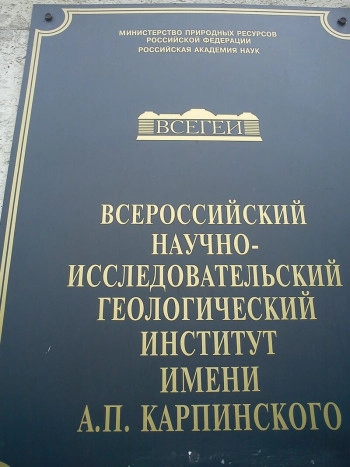 МИНИСТЕРСТВО ПРИРОДНЫХ РЕСУРСОВ
РОССИЙСКОЙ ФЕДЕРАЦИИ
РОССИЙСКАЯ АКАДЕМИЯ НАУК
ВСЕГЕИ
ВСЕРОССИЙСКИЙ
НАУЧНО-
ИССЛЕДОВАТЕЛЬСКИЙ
ГЕОЛОГИЧЕСКИЙ
ИНСТИТУТ
ИМЕНИ
А.П. КАРПИНСКОГО